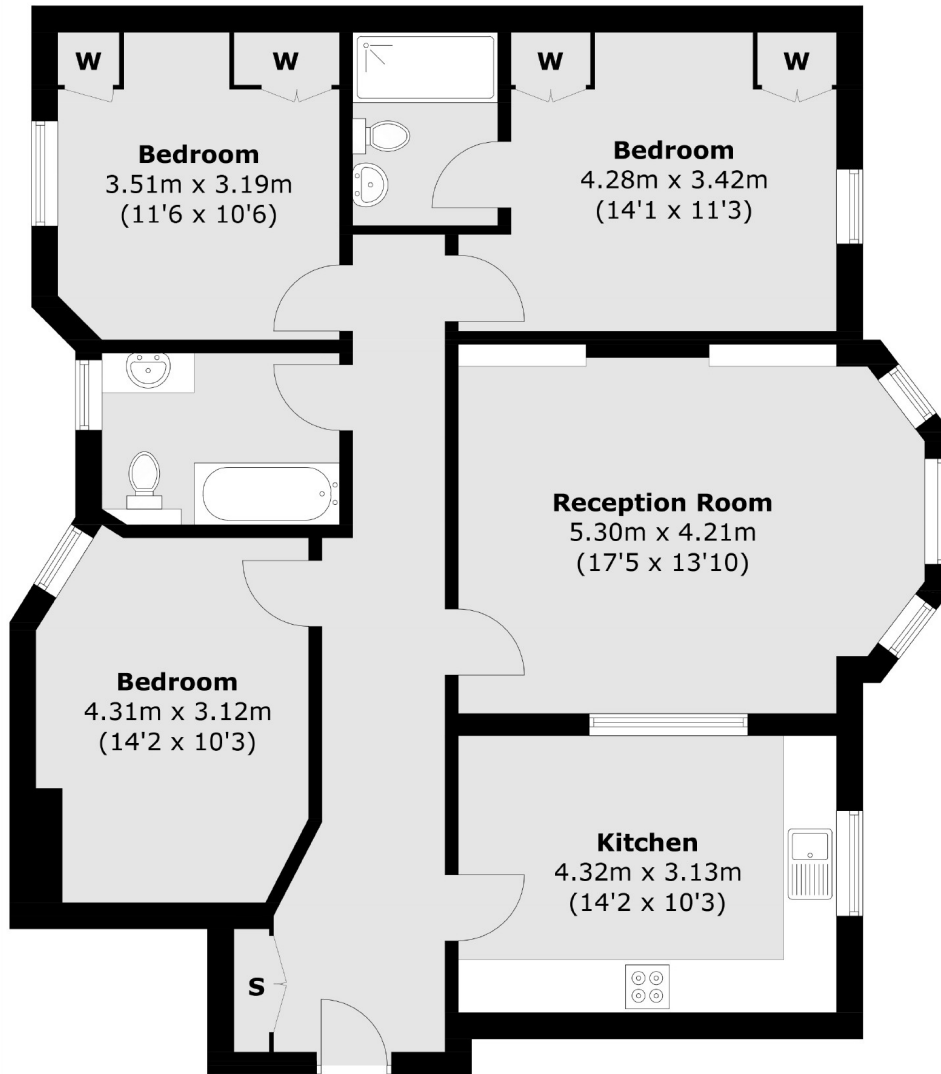 W
W
W
W
Bedroom
3.51m x 3.19m
(11'6 x 10'6)
Bedroom
4.28m x 3.42m
(14'1 x 11'3)
Reception Room
5.30m x 4.21m
(17'5 x 13'10)
Bedroom
4.31m x 3.12m
(14'2 x 10'3)
Kitchen
4.32m x 3.13m
(14'2 x 10'3)
S